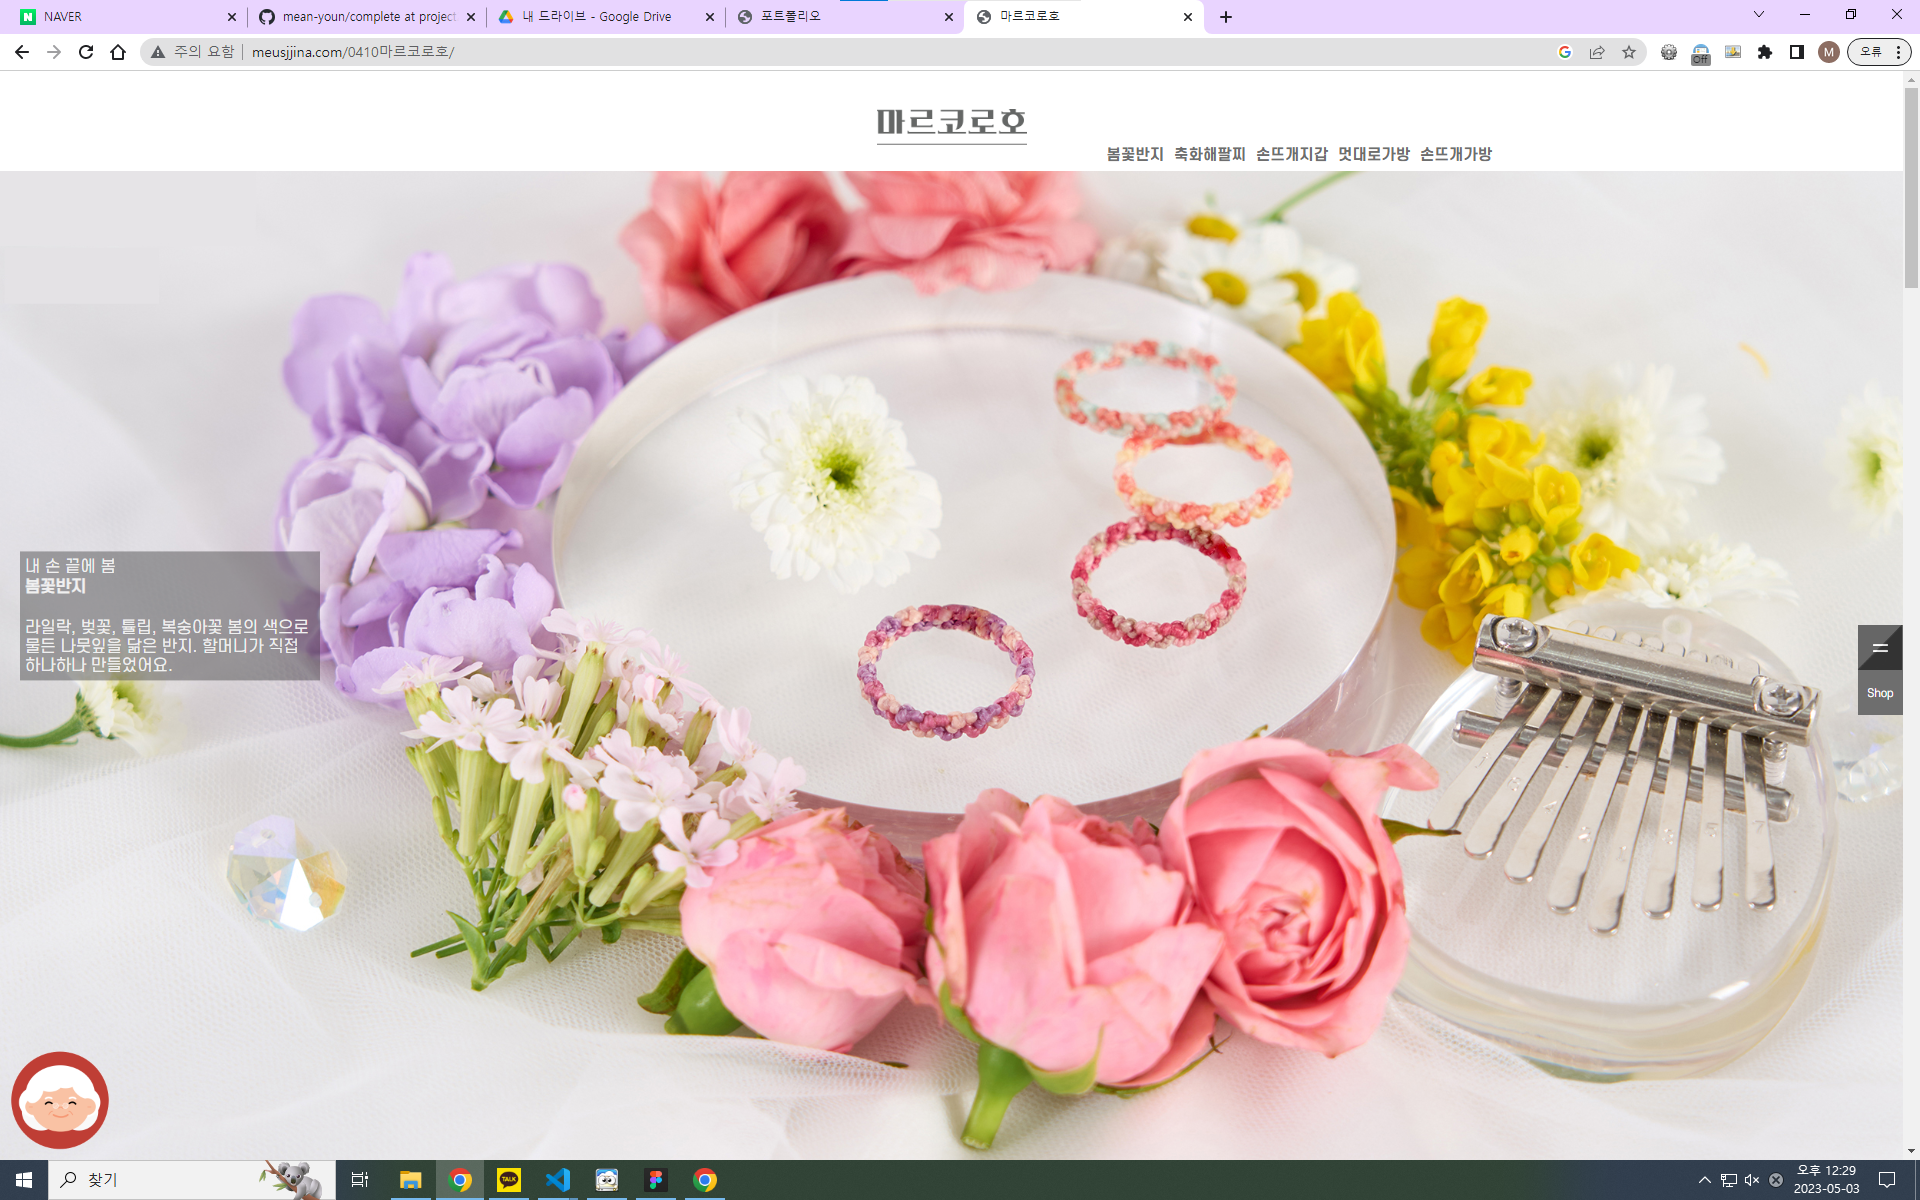 NAVER
mean-youn/complete at project
내 드라이브 - Google Drive
포트폴리오
마르코로호
주의 요함
meusjjina.com/0410마르코로호/
Off
M
오류
마르코로호
봄꽃반지 축화해팔찌 손뜨개지갑 멋대로가방 손뜨개가방
내 손 끝에 봄
봄꽃반지
라일락, 벚꽃, 튤립, 복숭아꽃 봄의 색으로
물든 나뭇잎을 닮은 반지. 할머니가 직접
하나하나 만들었어요.
Shop
찾기
TALK
오후 12:29
2023-05-03